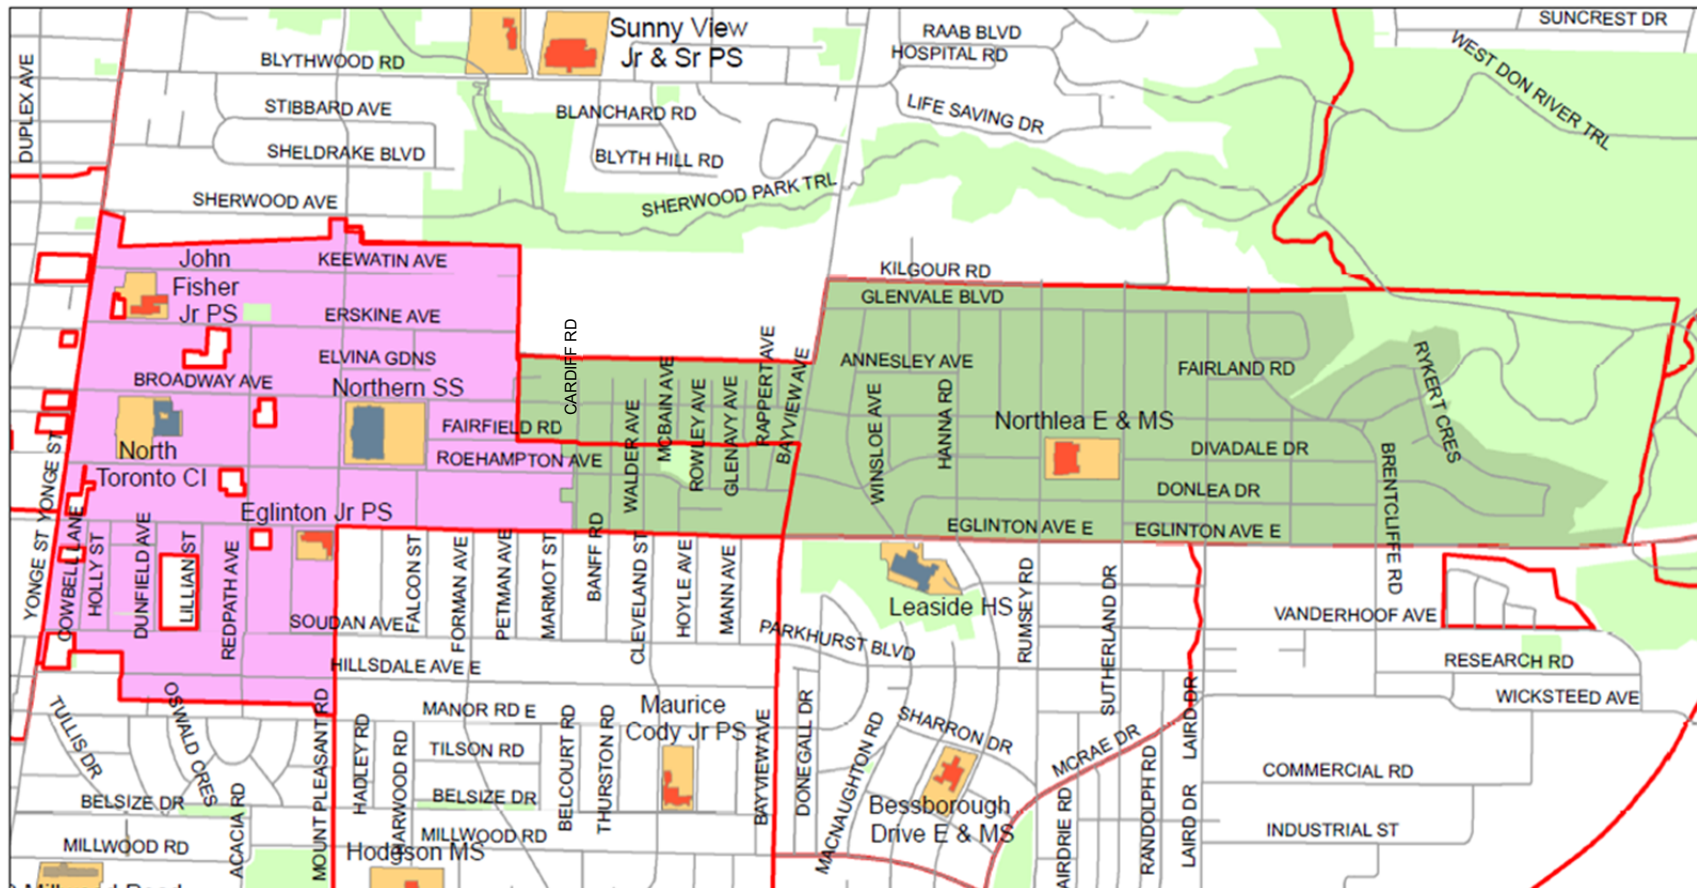 SUNCREST DR
Sunny View
Jr & Sr PS
RAAB BLVD
HOSPITAL RD
BLYTHWOOD RD
WEST DON RIVER TRL
DUPLEX AVE
STIBBARD AVE
BLANCHARD RD
LIFE SAVING DR
SHELDRAKE BLVD
BLYTH HILL RD
SHERWOOD PARK TRL
SHERWOOD AVE
John
Fisher
Jr PS
KEEWATIN AVE
KILGOUR RD
GLENVALE BLVD
ERSKINE AVE
CARDIFF RD
ELVINA GDNS
RAPPERT AVE
BAYVIEW AVE
ANNESLEY AVE
FAIRLAND RD
RYKERT CRES
BROADWAY AVE
Northern SS
MCBAIN AVE
WALDER AVE
ROWLEY AVE
GLENAVY AVE
WINSLOE AVE
HANNA RD
Northlea E & MS
FAIRFIELD RD
North
Toronto CI
ROEHAMPTON AVE
DIVADALE DR
BRENTCLIFFE RD
DONLEA DR
Eglinton Jr PS
EGLINTON AVE E
EGLINTON AVE E
YONGE ST
YONGE ST
COWBELL LANE
HOLLY ST
DUNFIELD AVE
LILLIAN ST
REDPATH AVE
SOUDAN AVE
FALCON ST
FORMAN AVE
PETMAN AVE
MARMOT ST
BANFF RD
CLEVELAND ST
HOYLE AVE
MANN AVE
Leaside HS
RUMSEY RD
SUTHERLAND DR
VANDERHOOF AVE
PARKHURST BLVD
HILLSDALE AVE E
RESEARCH RD
WICKSTEED AVE
TULLIS DR
OSWALD CRES
MOUNT PLEASANT RD
MANOR RD E
Maurice
Cody Jr PS
HADLEY RD
MARWOOD RD
TILSON RD
BELCOURT RD
THURSTON RD
BAYVIEW AVE
DONEGALL DR
MACNAUGHTON RD
SHARRON DR
MCRAE DR
LAIRD DR
COMMERCIAL RD
BELSIZE DR
BELSIZE DR
ACACIA RD
Bessborough
Drive E & MS
AIRDRIE RD
RANDOLPH RD
LAIRD DR
INDUSTRIAL ST
MILLWOOD RD
MILLWOOD RD
Hodgson MS